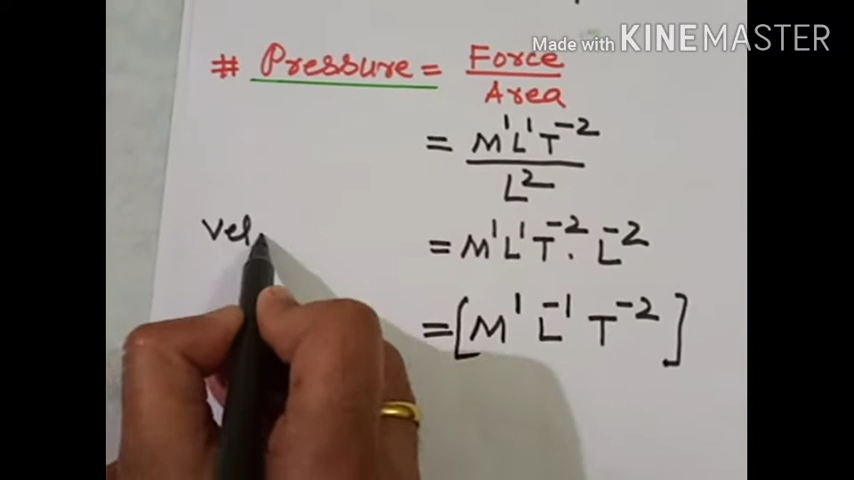 Made with KINEMASTER
# Pressure = Force / Area
= M¹L¹T⁻² / L²
= M¹L¹T⁻² . L⁻²
Vel
= [M¹ L⁻¹ T⁻²]